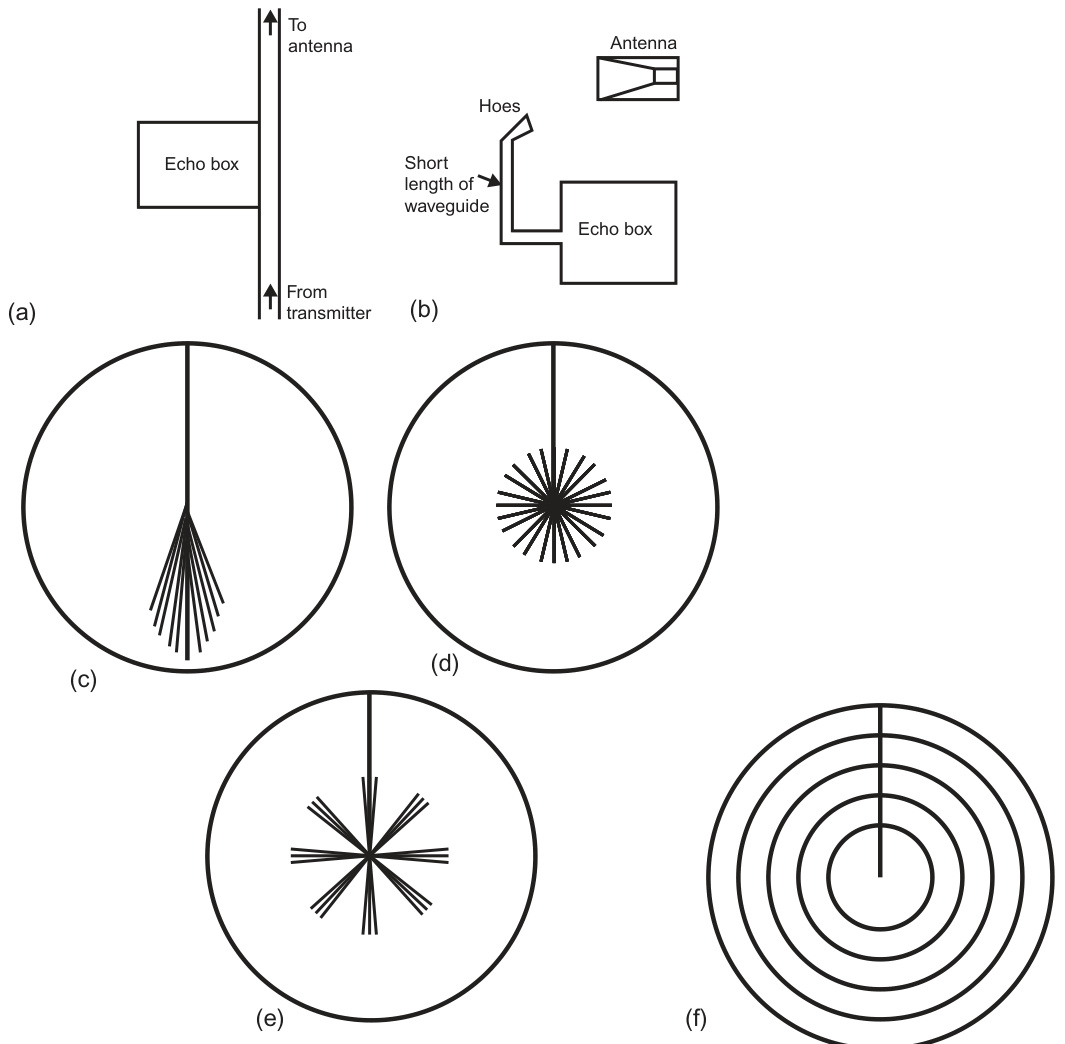 To
antenna
Echo box
From
transmitter
(a)
Antenna
Hoes
Short
length of
waveguide
Echo box
(b)
(c)
(d)
(e)
(f)